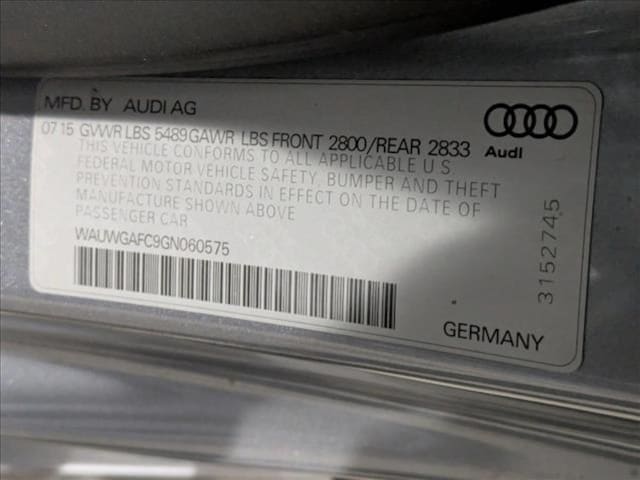 MFD. BY AUDI AG
07 15 GVWR LBS 5489 GAWR LBS FRONT 2800/REAR 2833
THIS VEHICLE CONFORMS TO ALL APPLICABLE U S
FEDERAL MOTOR VEHICLE SAFETY, BUMPER AND THEFT
PREVENTION STANDARDS IN EFFECT ON THE DATE OF
MANUFACTURE SHOWN ABOVE
PASSENGER CAR
WAUWGAFC9GN060575
Audi
3152745
GERMANY